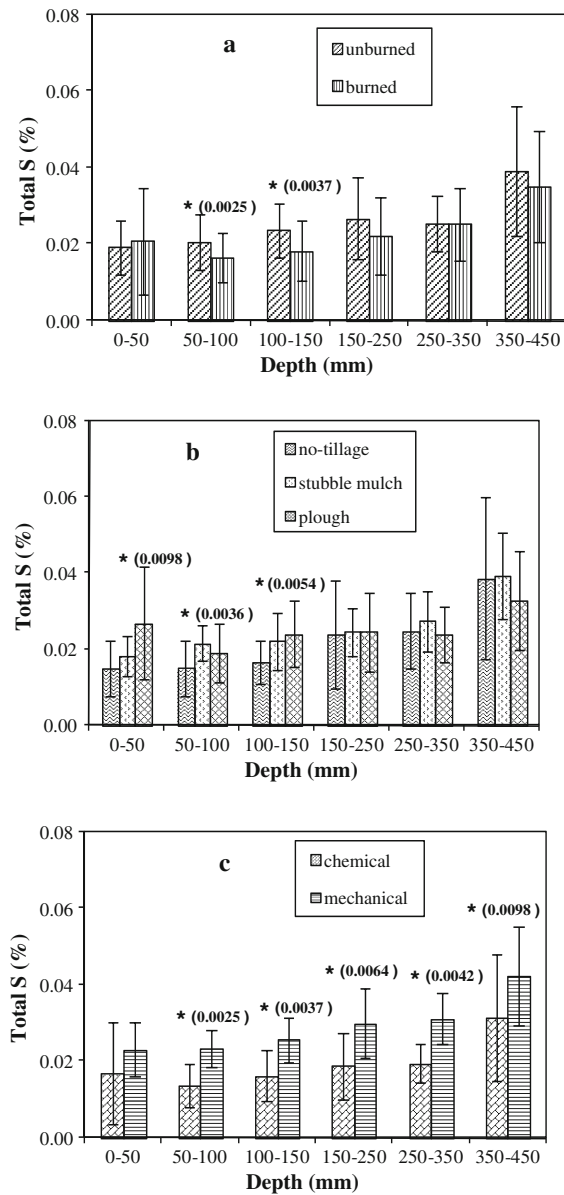 a
unburned
burned
0.08
0.06
0.04
0.02
0.00
Total S (%)
* (0.0025)
* (0.0037)
0-50 50-100 100-150 150-250 250-350 350-450
Depth (mm)
b
no-tillage
stubble mulch
plough
0.08
0.06
0.04
0.02
0.00
Total S (%)
* (0.0098)
* (0.0036)
* (0.0054)
0-50 50-100 100-150 150-250 250-350 350-450
Depth (mm)
c
chemical
mechanical
0.08
0.06
0.04
0.02
0.00
Total S (%)
* (0.0025)
* (0.0037)
* (0.0064)
* (0.0042)
* (0.0098)
0-50 50-100 100-150 150-250 250-350 350-450
Depth (mm)